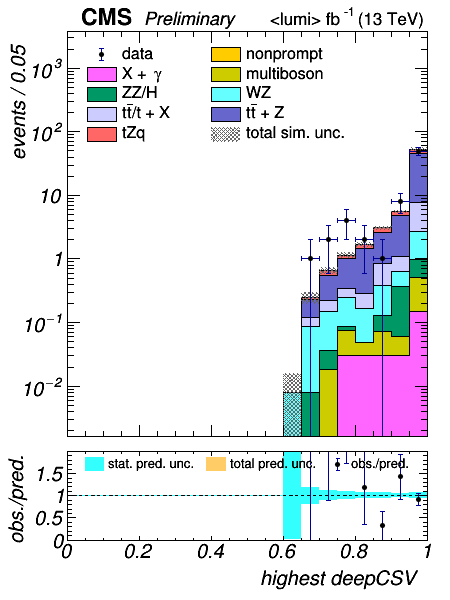 CMS Preliminary <lumi> fb⁻¹ (13 TeV)
events / 0.05
10³
10²
10
1
10⁻¹
10⁻²
data
nonprompt
X + γ
multiboson
ZZ/H
WZ
tt̄/t + X
tt̄ + Z
tZq
total sim. unc.
obs./pred.
1.5
1
0.5
0
stat. pred. unc.
total pred. unc.
obs./pred.
0 0.2 0.4 0.6 0.8 1
highest deepCSV